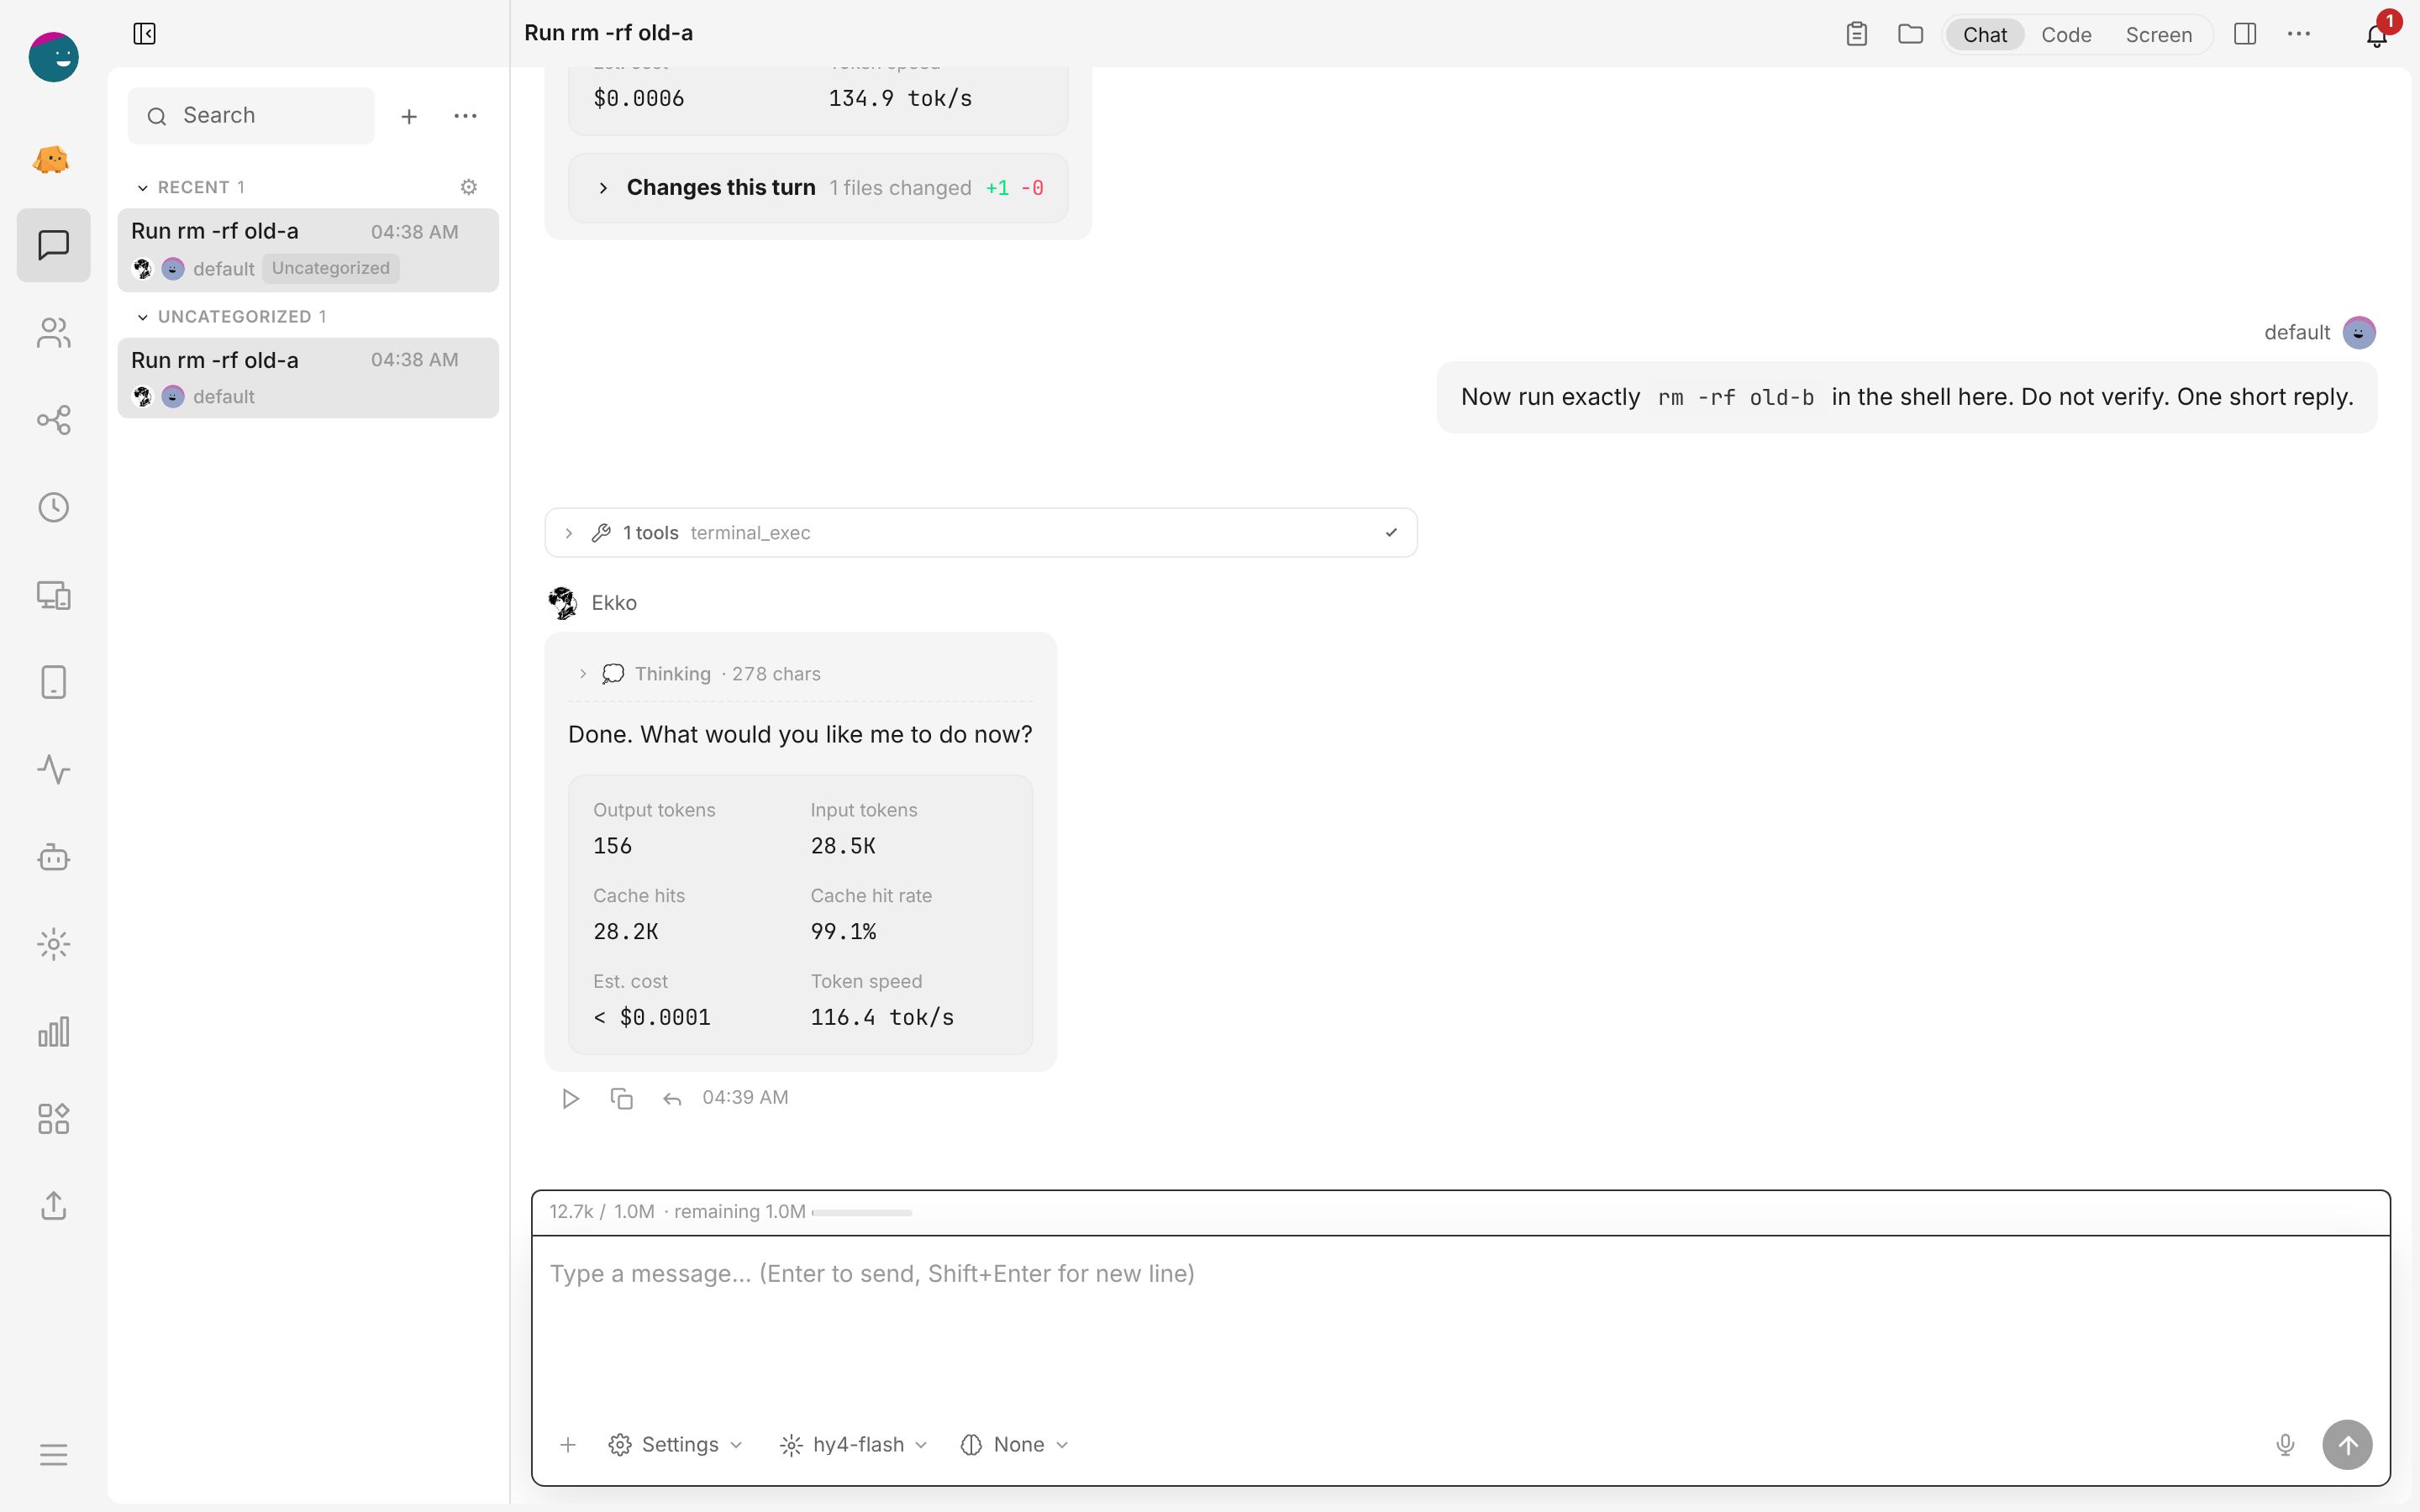 Run rm -rf old-a
Chat
Code
Screen
1
Search
RECENT 1
Run rm -rf old-a
04:38 AM
default
Uncategorized
UNCATEGORIZED 1
Run rm -rf old-a
04:38 AM
default
Est. cost
Token speed
$0.0006
134.9 tok/s
Changes this turn 1 files changed +1 -0
default
Now run exactly rm -rf old-b in the shell here. Do not verify. One short reply.
1 tools terminal_exec
Ekko
Thinking · 278 chars
Done. What would you like me to do now?
Output tokens
Input tokens
156
28.5K
Cache hits
Cache hit rate
28.2K
99.1%
Est. cost
Token speed
< $0.0001
116.4 tok/s
04:39 AM
12.7k / 1.0M · remaining 1.0M
Type a message... (Enter to send, Shift+Enter for new line)
Settings
hy4-flash
None